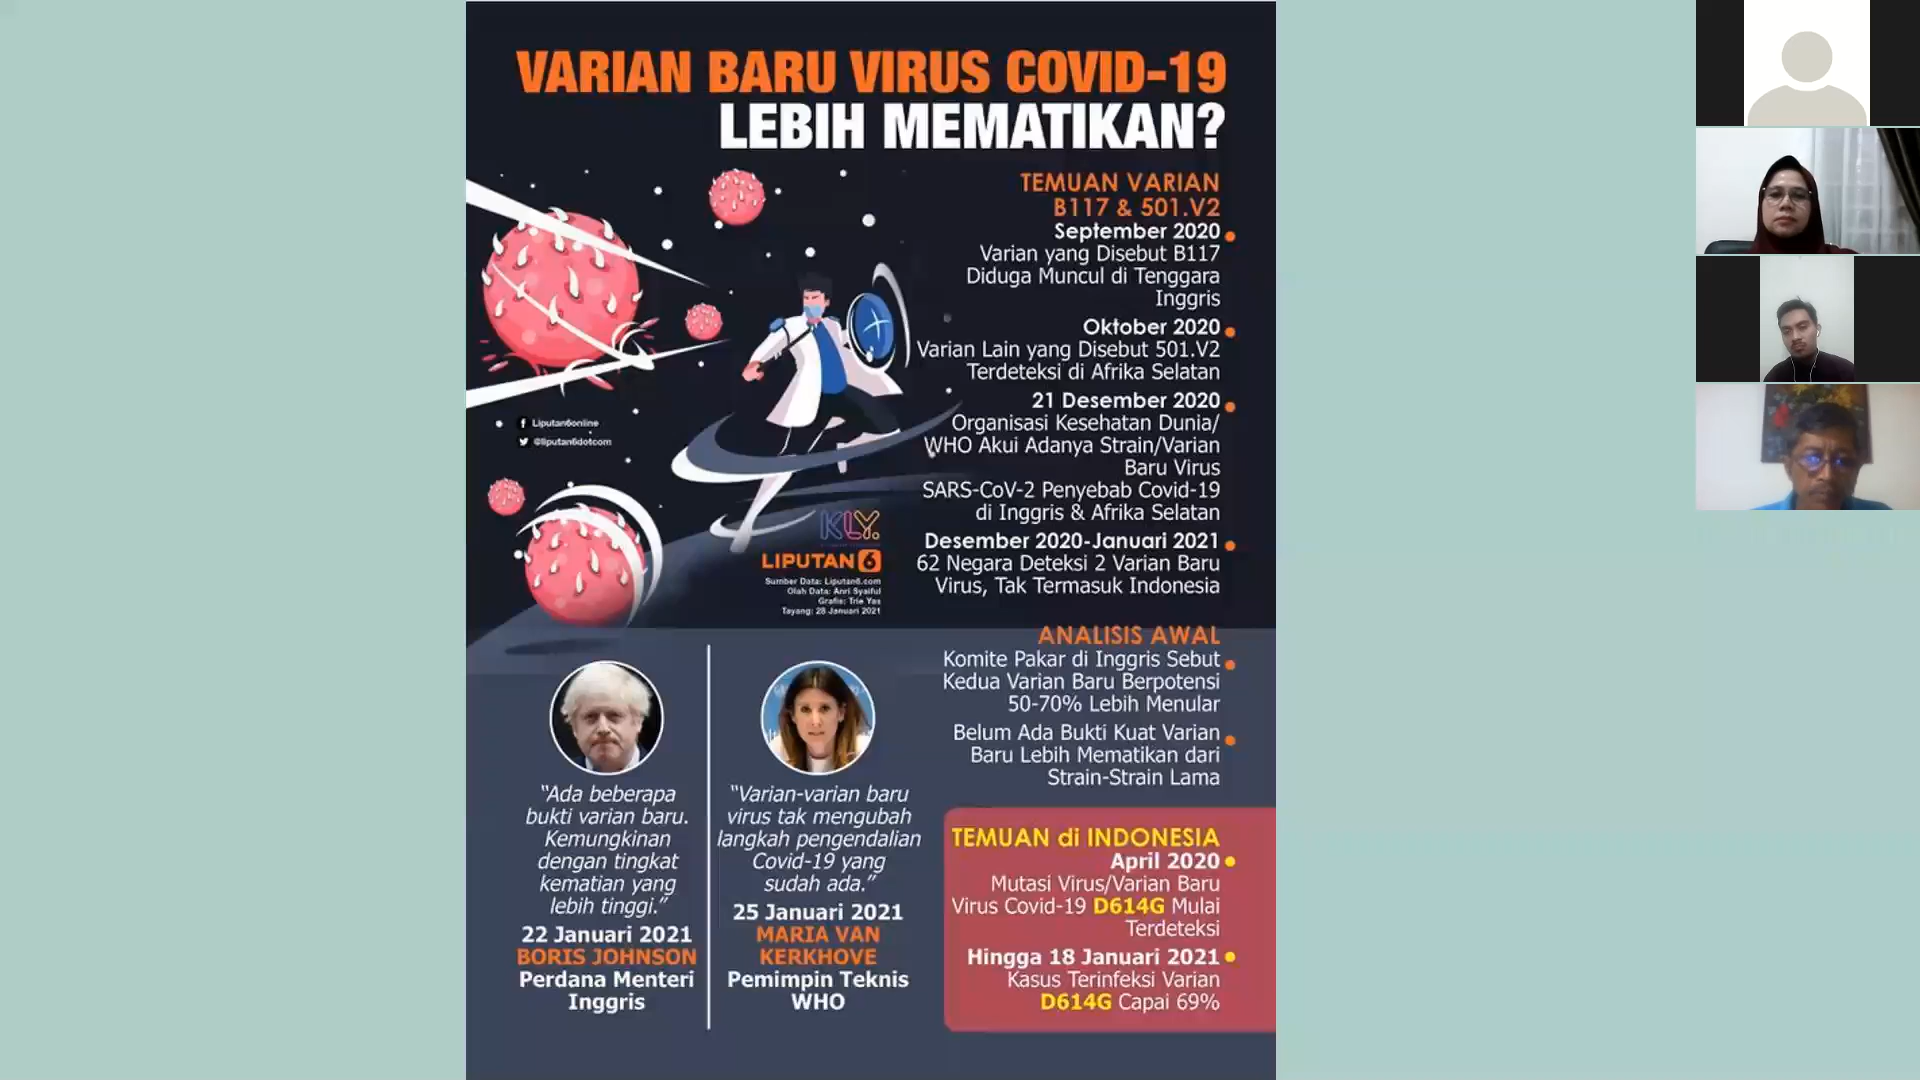 VARIAN BARU VIRUS COVID-19
LEBIH MEMATIKAN?
TEMUAN VARIAN
B117 & 501.V2
September 2020
Varian yang Disebut B117
Diduga Muncul di Tenggara
Inggris
Oktober 2020
Varian Lain yang Disebut 501.V2
Terdeteksi di Afrika Selatan
21 Desember 2020
Organisasi Kesehatan Dunia/
WHO Akui Adanya Strain/Varian
Baru Virus
SARS-CoV-2 Penyebab Covid-19
di Inggris & Afrika Selatan
Desember 2020-Januari 2021
62 Negara Deteksi 2 Varian Baru
Virus, Tak Termasuk Indonesia
Liputan6online
@liputan6dotcom
KLY.
LIPUTAN 6
Sumber Data: Liputan6.com
Olah Data: Anri Syaiful
Grafis: Trie Yas
Tayang: 28 Januari 2021
ANALISIS AWAL
Komite Pakar di Inggris Sebut
Kedua Varian Baru Berpotensi
50-70% Lebih Menular
Belum Ada Bukti Kuat Varian
Baru Lebih Mematikan dari
Strain-Strain Lama
"Ada beberapa
bukti varian baru.
Kemungkinan
dengan tingkat
kematian yang
lebih tinggi."
22 Januari 2021
BORIS JOHNSON
Perdana Menteri
Inggris
"Varian-varian baru
virus tak mengubah
langkah pengendalian
Covid-19 yang
sudah ada."
25 Januari 2021
MARIA VAN
KERKHOVE
Pemimpin Teknis
WHO
TEMUAN di INDONESIA
April 2020
Mutasi Virus/Varian Baru
Virus Covid-19 D614G Mulai
Terdeteksi
Hingga 18 Januari 2021
Kasus Terinfeksi Varian
D614G Capai 69%